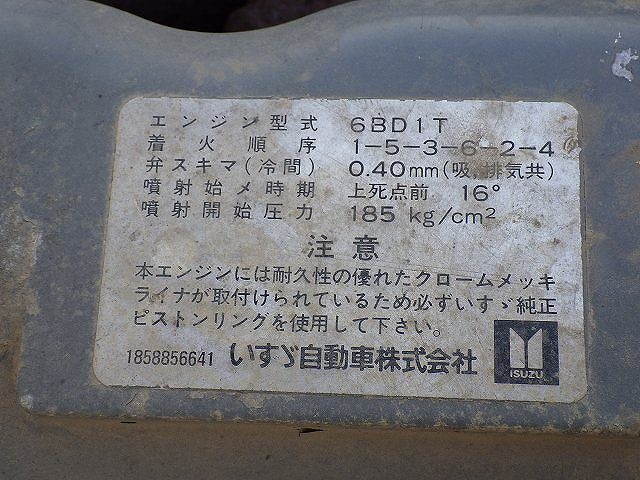 エンジン型式 6BD1T
着火順序 1-5-3-6-2-4
弁スキマ(冷間) 0.40mm(吸,排気共)
噴射始メ時期 上死点前 16°
噴射開始圧力 185 kg/cm²
注意
本エンジンには耐久性の優れたクロームメッキ
ライナが取付けられているため必ずいすゞ純正
ピストンリングを使用して下さい。
1858856641 いすゞ自動車株式会社
ISUZU